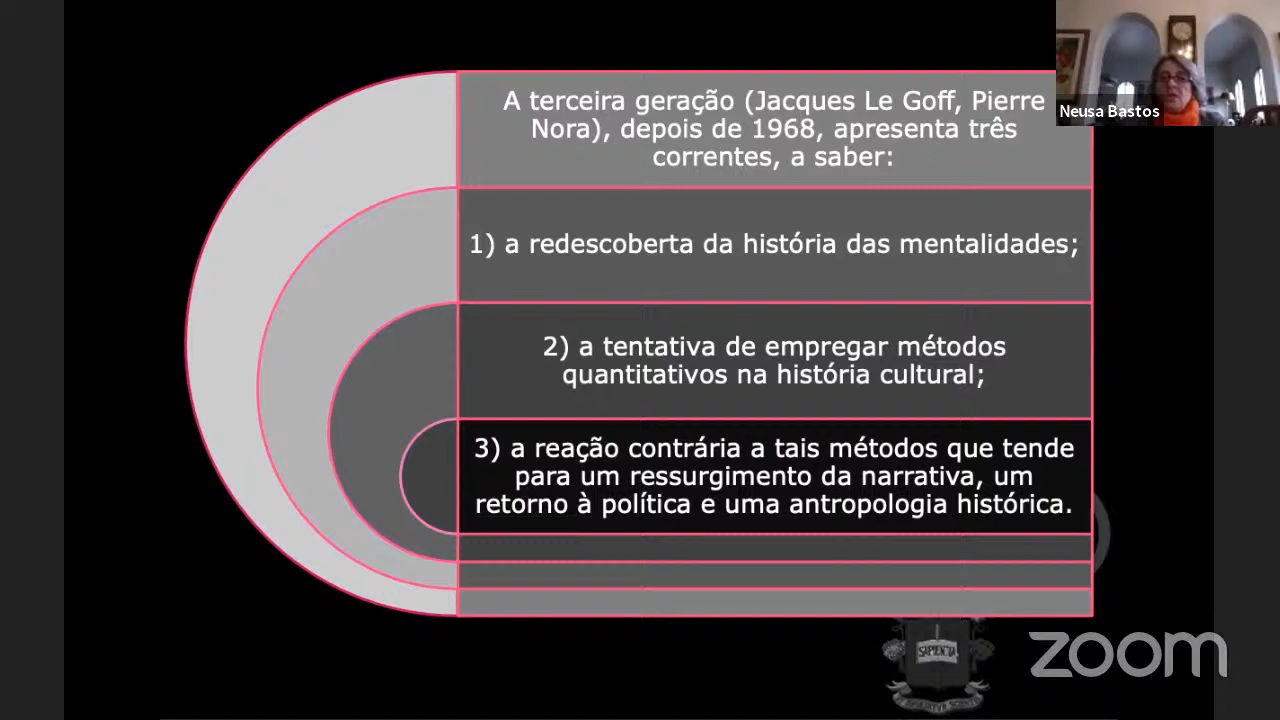 A terceira geração (Jacques Le Goff, Pierre
Nora), depois de 1968, apresenta três
correntes, a saber:
Neusa Bastos
1) a redescoberta da história das mentalidades;
2) a tentativa de empregar métodos
quantitativos na história cultural;
3) a reação contrária a tais métodos que tende
para um ressurgimento da narrativa, um
retorno à política e uma antropologia histórica.
SAPIENTIA
zoom